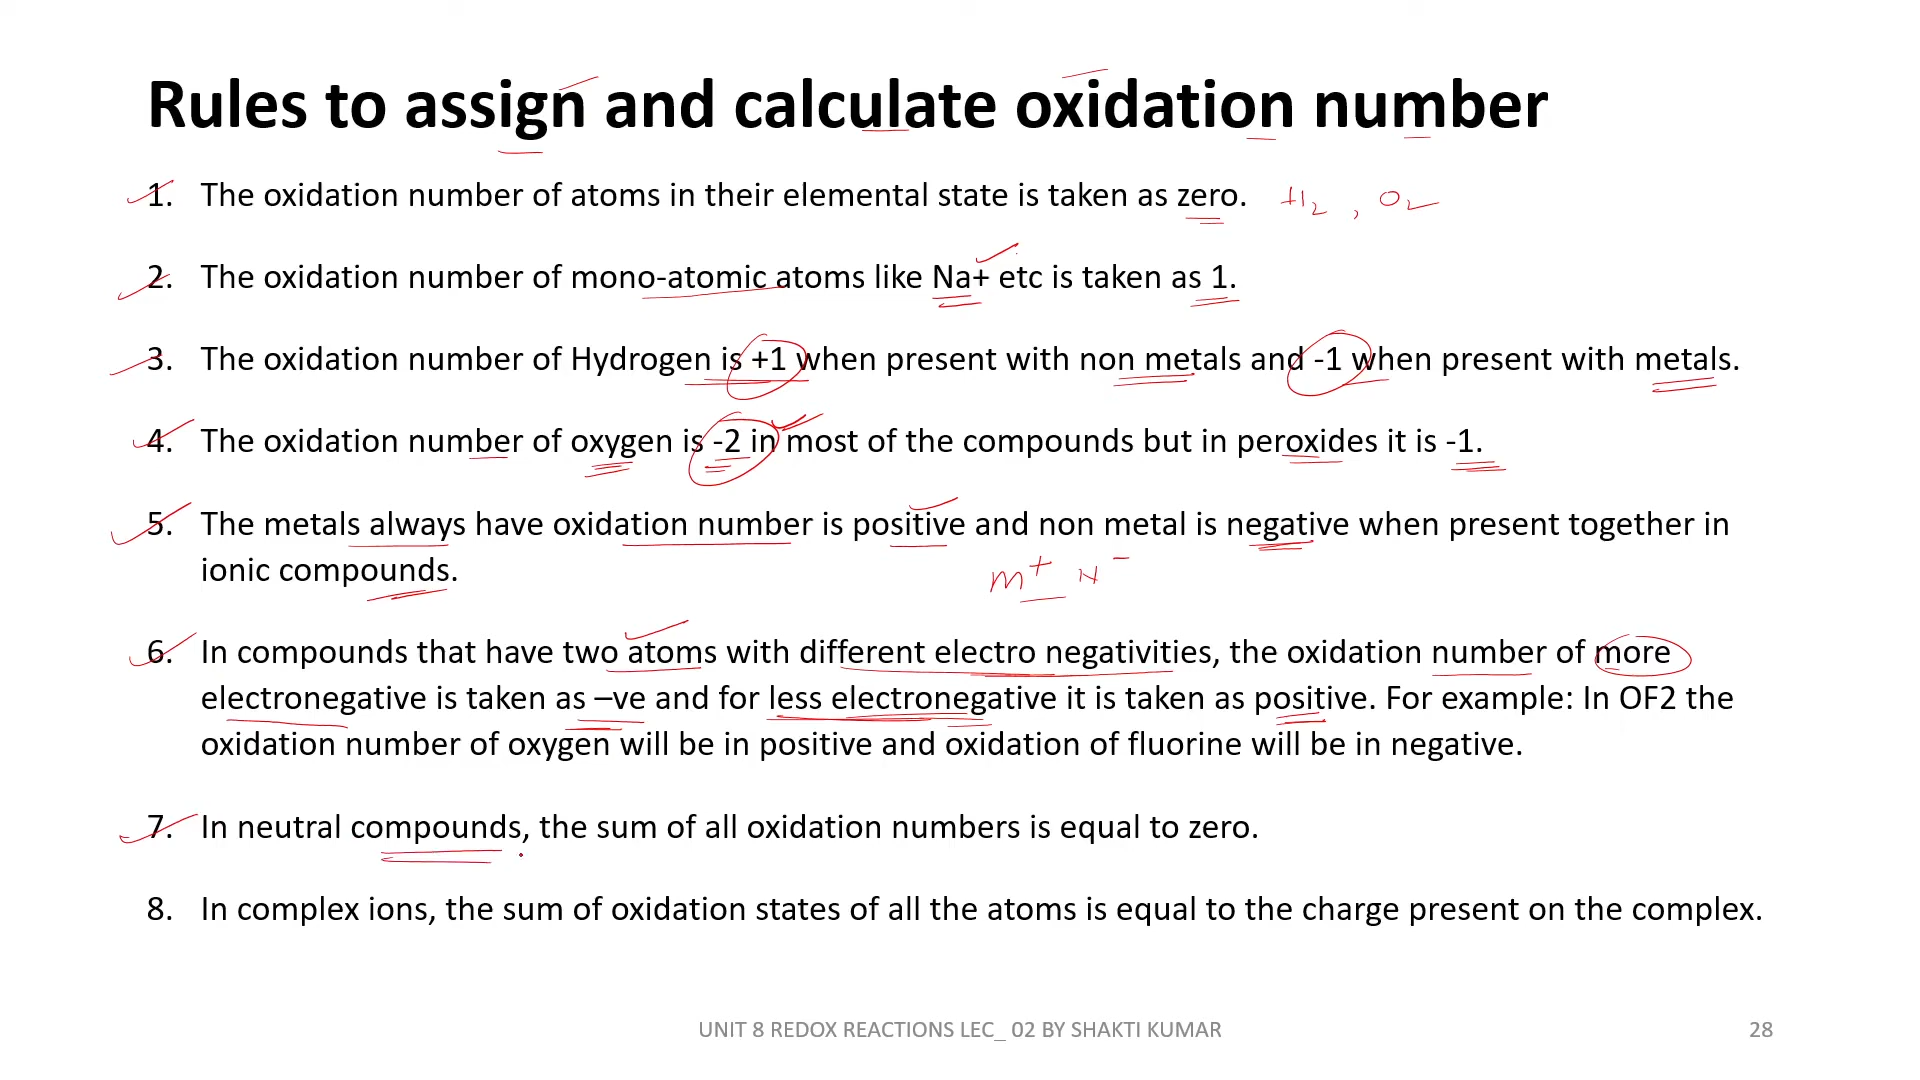 Rules to assign and calculate oxidation number
1. The oxidation number of atoms in their elemental state is taken as zero. H2 , O2
2. The oxidation number of mono-atomic atoms like Na+ etc is taken as 1.
3. The oxidation number of Hydrogen is +1 when present with non metals and -1 when present with metals.
4. The oxidation number of oxygen is -2 in most of the compounds but in peroxides it is -1.
5. The metals always have oxidation number is positive and non metal is negative when present together in
ionic compounds.
M+ N-
6. In compounds that have two atoms with different electro negativities, the oxidation number of more
electronegative is taken as –ve and for less electronegative it is taken as positive. For example: In OF2 the
oxidation number of oxygen will be in positive and oxidation of fluorine will be in negative.
7. In neutral compounds, the sum of all oxidation numbers is equal to zero.
8. In complex ions, the sum of oxidation states of all the atoms is equal to the charge present on the complex.
UNIT 8 REDOX REACTIONS LEC_ 02 BY SHAKTI KUMAR
28